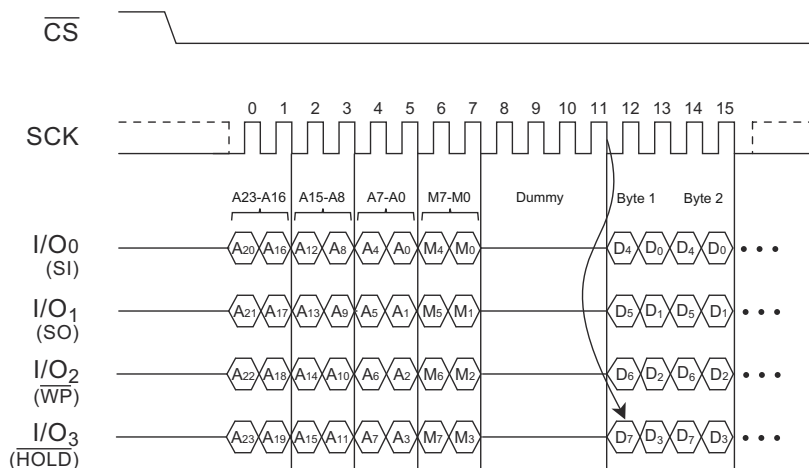 CS
SCK
0 1 2 3 4 5 6 7 8 9 10 11 12 13 14 15
A23-A16 A15-A8 A7-A0 M7-M0 Dummy Byte 1 Byte 2
I/O0 A20 A16 A12 A8 A4 A0 M4 M0 D4 D0 D4 D0 • • •
(SI)
I/O1 A21 A17 A13 A9 A5 A1 M5 M1 D5 D1 D5 D1 • • •
(SO)
I/O2 A22 A18 A14 A10 A6 A2 M6 M2 D6 D2 D6 D2 • • •
(WP)
I/O3 A23 A19 A15 A11 A7 A3 M7 M3 D7 D3 D7 D3 • • •
(HOLD)